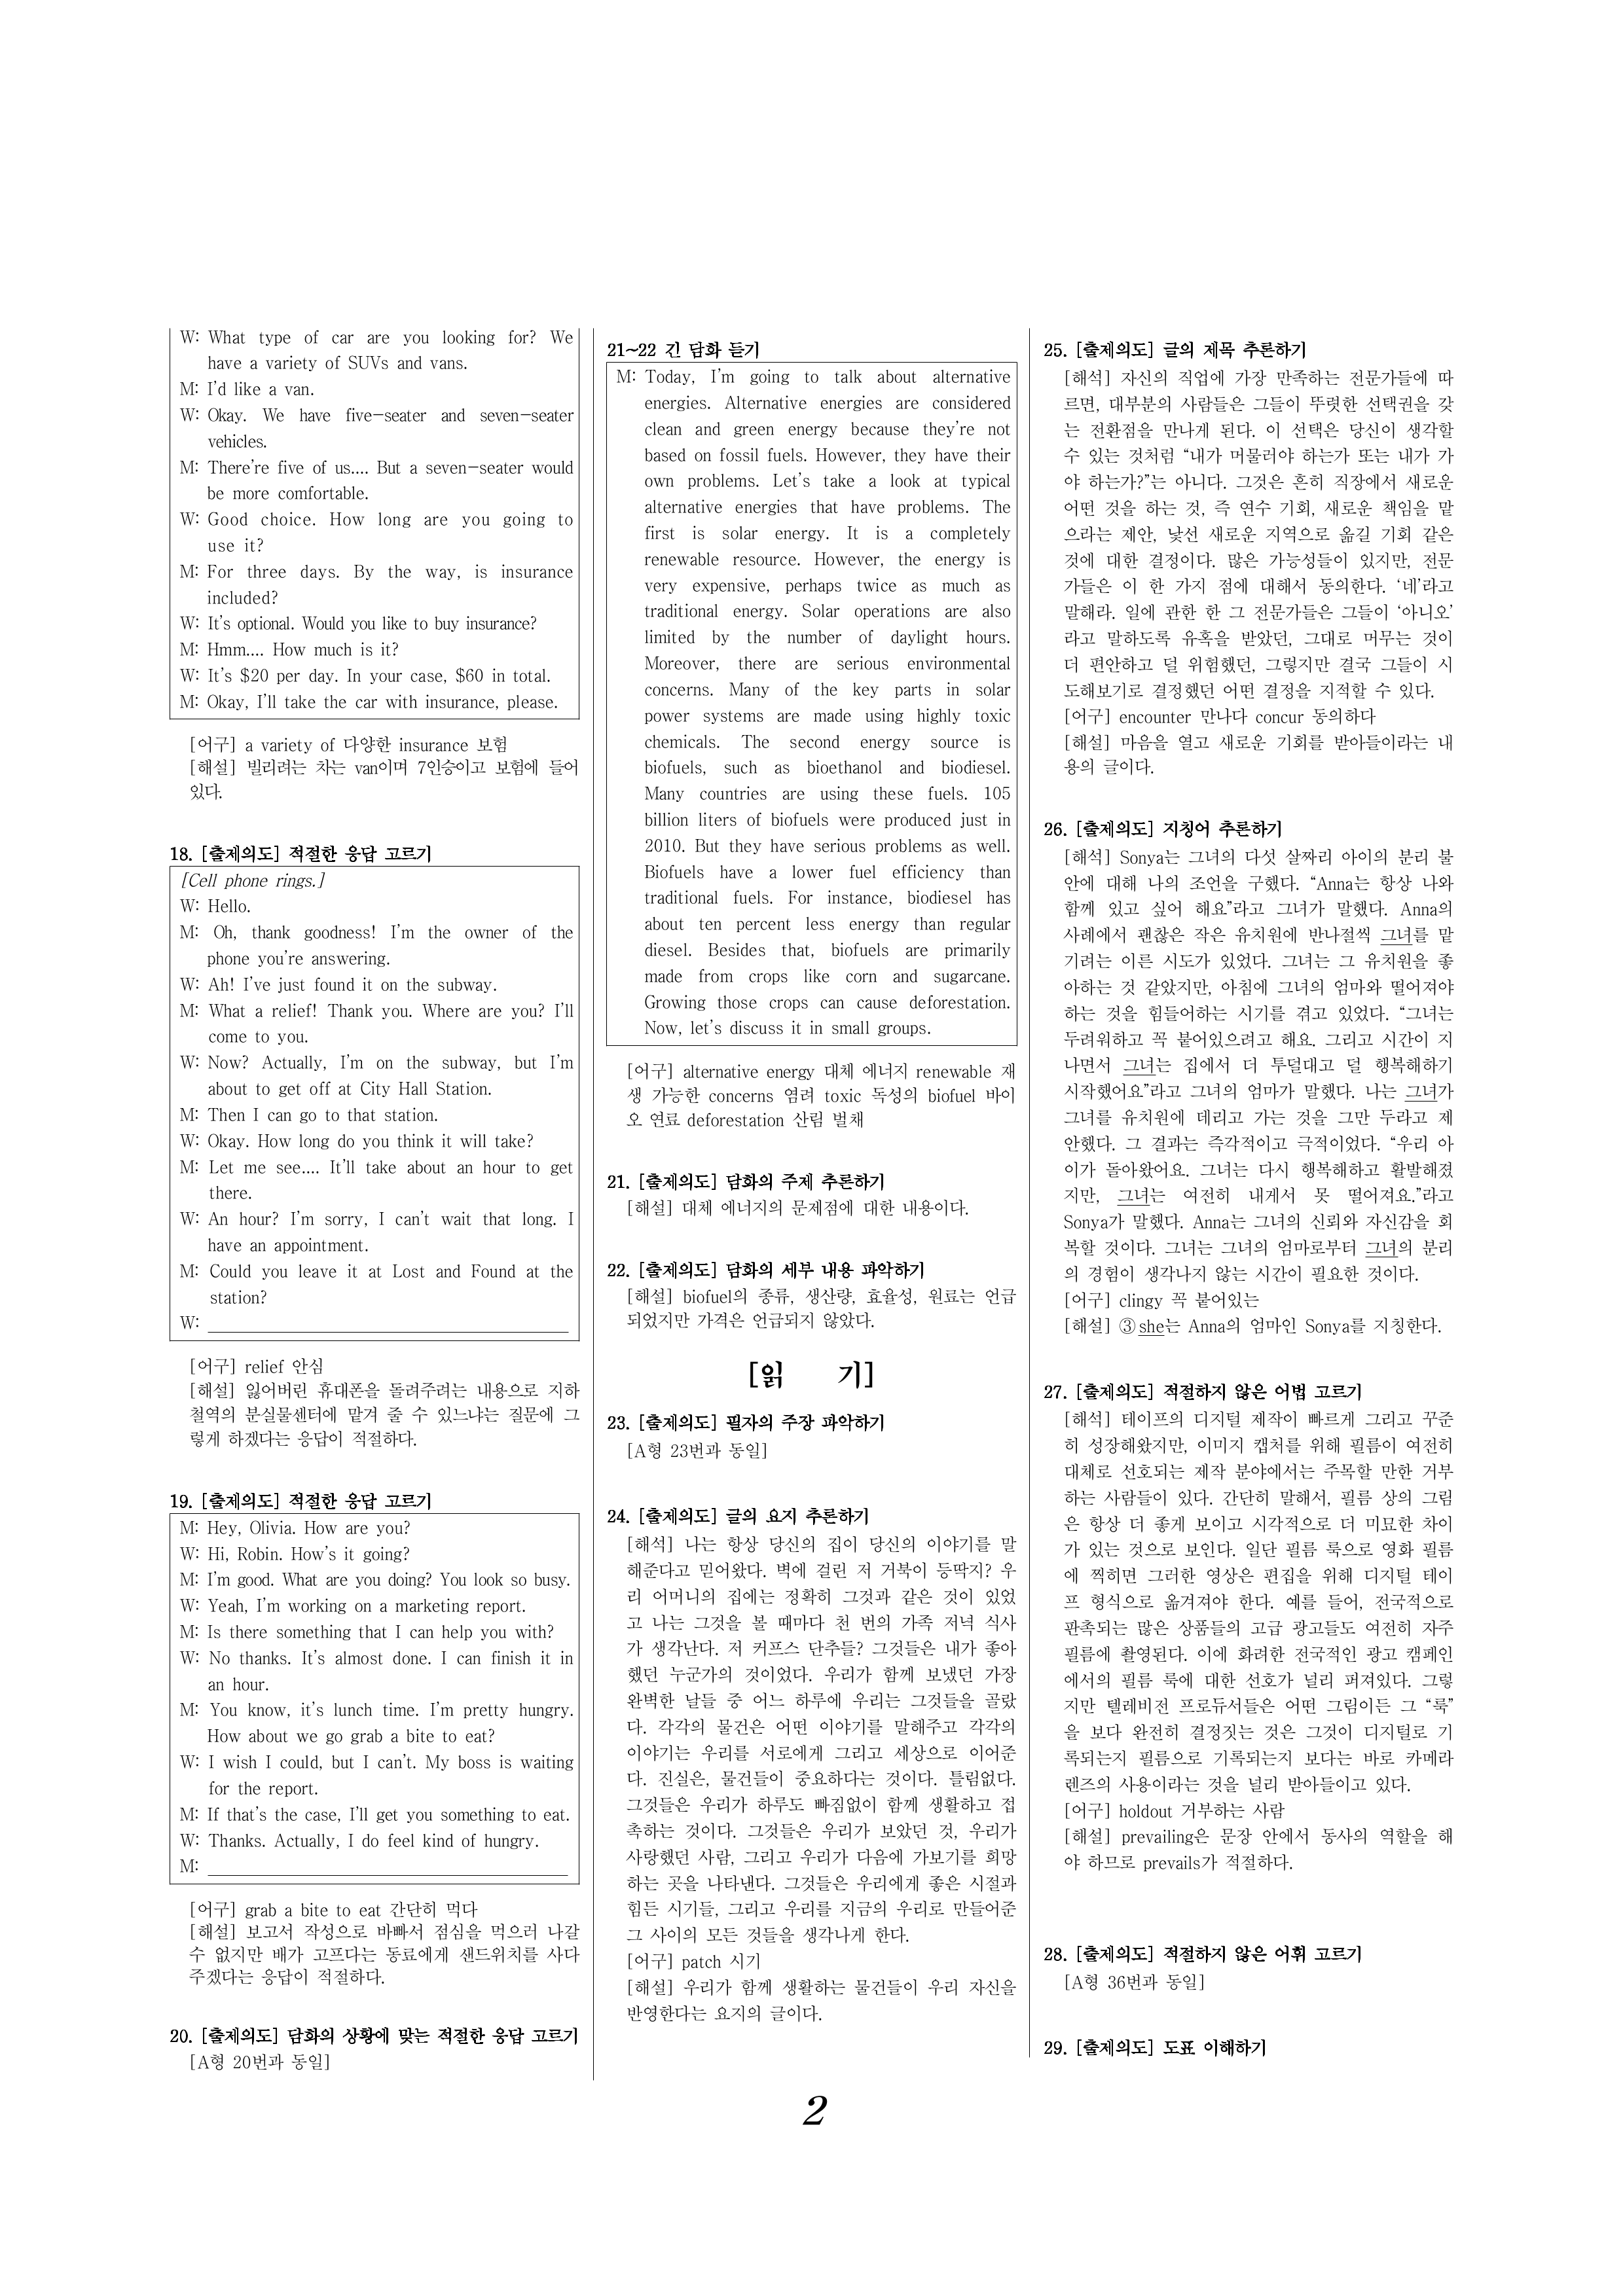 W: What type of car are you looking for? We
have a variety of SUVs and vans.
M: I'd like a van.
W: Okay. We have five-seater and seven-seater
vehicles.
M: There're five of us.... But a seven-seater would
be more comfortable.
W: Good choice. How long are you going to
use it?
M: For three days. By the way, is insurance
included?
W: It's optional. Would you like to buy insurance?
M: Hmm.... How much is it?
W: It's $20 per day. In your case, $60 in total.
M: Okay, I'll take the car with insurance, please.
[어구] a variety of 다양한 insurance 보험
[해설] 빌리려는 차는 van이며 7인승이고 보험에 들어
있다.
18. [출제의도] 적절한 응답 고르기
[Cell phone rings.]
W: Hello.
M: Oh, thank goodness! I'm the owner of the
phone you're answering.
W: Ah! I've just found it on the subway.
M: What a relief! Thank you. Where are you? I'll
come to you.
W: Now? Actually, I'm on the subway, but I'm
about to get off at City Hall Station.
M: Then I can go to that station.
W: Okay. How long do you think it will take?
M: Let me see.... It'll take about an hour to get
there.
W: An hour? I'm sorry, I can't wait that long. I
have an appointment.
M: Could you leave it at Lost and Found at the
station?
W:
[어구] relief 안심
[해설] 잃어버린 휴대폰을 돌려주려는 내용으로 지하
철역의 분실물센터에 맡겨 줄 수 있느냐는 질문에 그
렇게 하겠다는 응답이 적절하다.
19. [출제의도] 적절한 응답 고르기
M: Hey, Olivia. How are you?
W: Hi, Robin. How's it going?
M: I'm good. What are you doing? You look so busy.
W: Yeah, I'm working on a marketing report.
M: Is there something that I can help you with?
W: No thanks. It's almost done. I can finish it in
an hour.
M: You know, it's lunch time. I'm pretty hungry.
How about we go grab a bite to eat?
W: I wish I could, but I can't. My boss is waiting
for the report.
M: If that's the case, I'll get you something to eat.
W: Thanks. Actually, I do feel kind of hungry.
M:
[어구] grab a bite to eat 간단히 먹다
[해설] 보고서 작성으로 바빠서 점심을 먹으러 나갈
수 없지만 배가 고프다는 동료에게 샌드위치를 사다
주겠다는 응답이 적절하다.
20. [출제의도] 담화의 상황에 맞는 적절한 응답 고르기
[A형 20번과 동일]
21~22 긴 담화 듣기
M: Today, I'm going to talk about alternative
energies. Alternative energies are considered
clean and green energy because they're not
based on fossil fuels. However, they have their
own problems. Let's take a look at typical
alternative energies that have problems. The
first is solar energy. It is a completely
renewable resource. However, the energy is
very expensive, perhaps twice as much as
traditional energy. Solar operations are also
limited by the number of daylight hours.
Moreover, there are serious environmental
concerns. Many of the key parts in solar
power systems are made using highly toxic
chemicals. The second energy source is
biofuels, such as bioethanol and biodiesel.
Many countries are using these fuels. 105
billion liters of biofuels were produced just in
2010. But they have serious problems as well.
Biofuels have a lower fuel efficiency than
traditional fuels. For instance, biodiesel has
about ten percent less energy than regular
diesel. Besides that, biofuels are primarily
made from crops like corn and sugarcane.
Growing those crops can cause deforestation.
Now, let's discuss it in small groups.
[어구] alternative energy 대체 에너지 renewable 재
생 가능한 concerns 염려 toxic 독성의 biofuel 바이
오 연료 deforestation 산림 벌채
21. [출제의도] 담화의 주제 추론하기
[해설] 대체 에너지의 문제점에 대한 내용이다.
22. [출제의도] 담화의 세부 내용 파악하기
[해설] biofuel의 종류, 생산량, 효율성, 원료는 언급
되었지만 가격은 언급되지 않았다.
[읽 기]
23. [출제의도] 필자의 주장 파악하기
[A형 23번과 동일]
24. [출제의도] 글의 요지 추론하기
[해석] 나는 항상 당신의 집이 당신의 이야기를 말
해준다고 믿어왔다. 벽에 걸린 저 거북이 등딱지? 우
리 어머니의 집에는 정확히 그것과 같은 것이 있었
고 나는 그것을 볼 때마다 천 번의 가족 저녁 식사
가 생각난다. 저 커프스 단추들? 그것들은 내가 좋아
했던 누군가의 것이었다. 우리가 함께 보냈던 가장
완벽한 날들 중 어느 하루에 우리는 그것들을 골랐
다. 각각의 물건은 어떤 이야기를 말해주고 각각의
이야기는 우리를 서로에게 그리고 세상으로 이어준
다. 진실은, 물건들이 중요하다는 것이다. 틀림없다.
그것들은 우리가 하루도 빠짐없이 함께 생활하고 접
촉하는 것이다. 그것들은 우리가 보았던 것, 우리가
사랑했던 사람, 그리고 우리가 다음에 가보기를 희망
하는 곳을 나타낸다. 그것들은 우리에게 좋은 시절과
힘든 시기들, 그리고 우리를 지금의 우리로 만들어준
그 사이의 모든 것들을 생각나게 한다.
[어구] patch 시기
[해설] 우리가 함께 생활하는 물건들이 우리 자신을
반영한다는 요지의 글이다.
25. [출제의도] 글의 제목 추론하기
[해석] 자신의 직업에 가장 만족하는 전문가들에 따
르면, 대부분의 사람들은 그들이 뚜렷한 선택권을 갖
는 전환점을 만나게 된다. 이 선택은 당신이 생각할
수 있는 것처럼 “내가 머물러야 하는가 또는 내가 가
야 하는가?”는 아니다. 그것은 흔히 직장에서 새로운
어떤 것을 하는 것, 즉 연수 기회, 새로운 책임을 맡
으라는 제안, 낯선 새로운 지역으로 옮길 기회 같은
것에 대한 결정이다. 많은 가능성들이 있지만, 전문
가들은 이 한 가지 점에 대해서 동의한다. ‘네’라고
말해라. 일에 관한 한 그 전문가들은 그들이 ‘아니오’
라고 말하도록 유혹을 받았던, 그대로 머무는 것이
더 편안하고 덜 위험했던, 그렇지만 결국 그들이 시
도해보기로 결정했던 어떤 결정을 지적할 수 있다.
[어구] encounter 만나다 concur 동의하다
[해설] 마음을 열고 새로운 기회를 받아들이라는 내
용의 글이다.
26. [출제의도] 지칭어 추론하기
[해석] Sonya는 그녀의 다섯 살짜리 아이의 분리 불
안에 대해 나의 조언을 구했다. “Anna는 항상 나와
함께 있고 싶어 해요”라고 그녀가 말했다. Anna의
사례에서 괜찮은 작은 유치원에 반나절씩 그녀를 맡
기려는 이른 시도가 있었다. 그녀는 그 유치원을 좋
아하는 것 같았지만, 아침에 그녀의 엄마와 떨어져야
하는 것을 힘들어하는 시기를 겪고 있었다. “그녀는
두려워하고 꼭 붙어있으려고 해요. 그리고 시간이 지
나면서 그녀는 집에서 더 투덜대고 덜 행복해하기
시작했어요”라고 그녀의 엄마가 말했다. 나는 그녀가
그녀를 유치원에 데리고 가는 것을 그만 두라고 제
안했다. 그 결과는 즉각적이고 극적이었다. “우리 아
이가 돌아왔어요. 그녀는 다시 행복해하고 활발해졌
지만, 그녀는 여전히 내게서 못 떨어져요.”라고
Sonya가 말했다. Anna는 그녀의 신뢰와 자신감을 회
복할 것이다. 그녀는 그녀의 엄마로부터 그녀의 분리
의 경험이 생각나지 않는 시간이 필요한 것이다.
[어구] clingy 꼭 붙어있는
[해설] ③she는 Anna의 엄마인 Sonya를 지칭한다.
27. [출제의도] 적절하지 않은 어법 고르기
[해석] 테이프의 디지털 제작이 빠르게 그리고 꾸준
히 성장해왔지만, 이미지 캡처를 위해 필름이 여전히
대체로 선호되는 제작 분야에서는 주목할 만한 거부
하는 사람들이 있다. 간단히 말해서, 필름 상의 그림
은 항상 더 좋게 보이고 시각적으로 더 미묘한 차이
가 있는 것으로 보인다. 일단 필름 룩으로 영화 필름
에 찍히면 그러한 영상은 편집을 위해 디지털 테이
프 형식으로 옮겨져야 한다. 예를 들어, 전국적으로
판촉되는 많은 상품들의 고급 광고들도 여전히 자주
필름에 촬영된다. 이에 화려한 전국적인 광고 캠페인
에서의 필름 룩에 대한 선호가 널리 퍼져있다. 그렇
지만 텔레비전 프로듀서들은 어떤 그림이든 그 “룩”
을 보다 완전히 결정짓는 것은 그것이 디지털로 기
록되는지 필름으로 기록되는지 보다는 바로 카메라
렌즈의 사용이라는 것을 널리 받아들이고 있다.
[어구] holdout 거부하는 사람
[해설] prevailing은 문장 안에서 동사의 역할을 해
야 하므로 prevails가 적절하다.
28. [출제의도] 적절하지 않은 어휘 고르기
[A형 36번과 동일]
29. [출제의도] 도표 이해하기
2